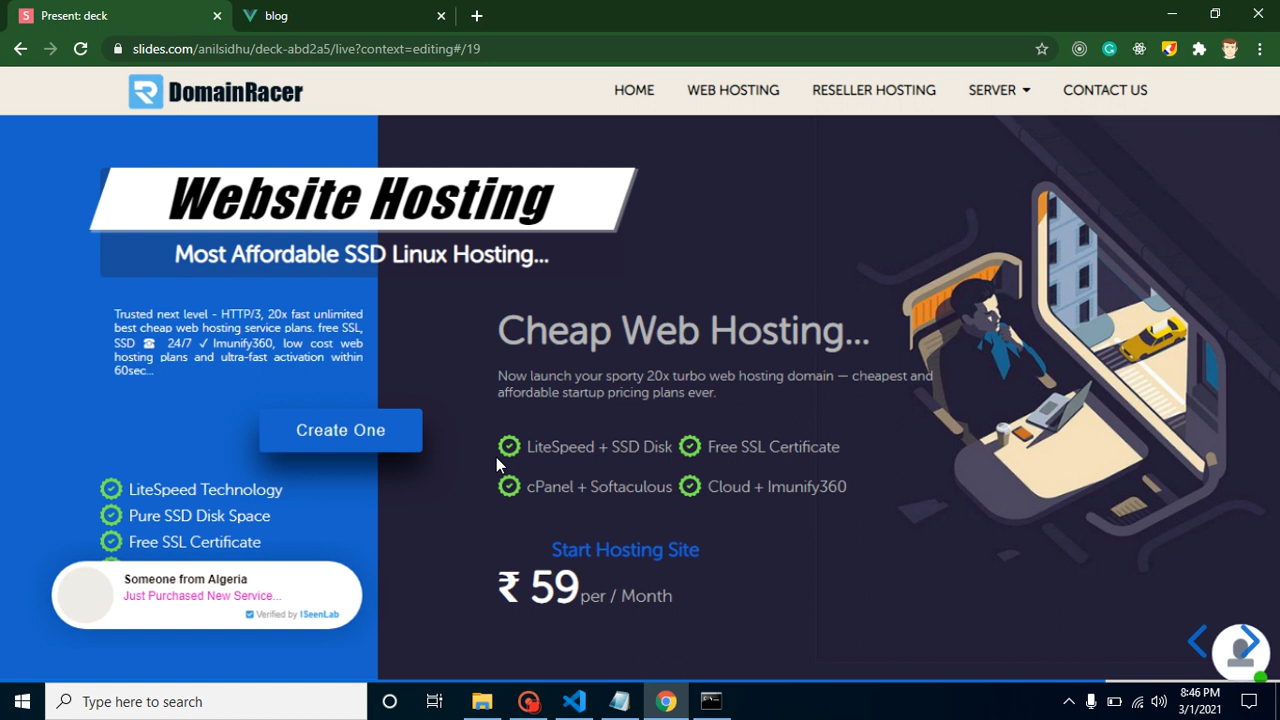 Present: deck
blog
slides.com/anilsidhu/deck-abd2a5/live?context=editing#/19
DomainRacer
HOME
WEB HOSTING
RESELLER HOSTING
SERVER
CONTACT US
Website Hosting
Most Affordable SSD Linux Hosting...
Trusted next level - HTTP/3, 20x fast unlimited
best cheap web hosting service plans. free SSL,
SSD ☎ 24/7 ✓ Imunify360, low cost web
hosting plans and ultra-fast activation within
60sec...
Create One
LiteSpeed Technology
Pure SSD Disk Space
Free SSL Certificate
Someone from Algeria
Just Purchased New Service...
Verified by ISeenLab
Cheap Web Hosting...
Now launch your sporty 20x turbo web hosting domain — cheapest and
affordable startup pricing plans ever.
LiteSpeed + SSD Disk
Free SSL Certificate
cPanel + Softaculous
Cloud + Imunify360
Start Hosting Site
₹ 59 per / Month
Type here to search
8:46 PM
3/1/2021